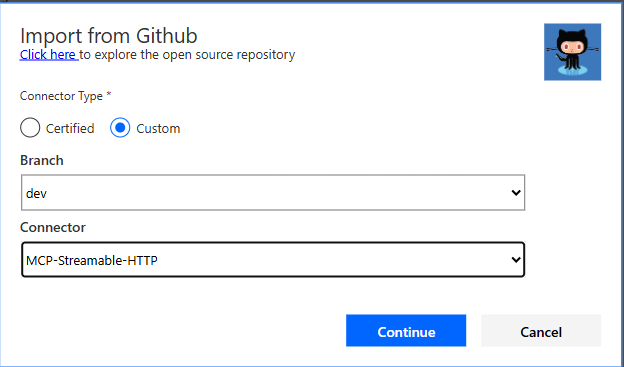 Import from Github
Click here to explore the open source repository
Connector Type *
Certified
Custom
Branch
dev
Connector
MCP-Streamable-HTTP
Continue
Cancel